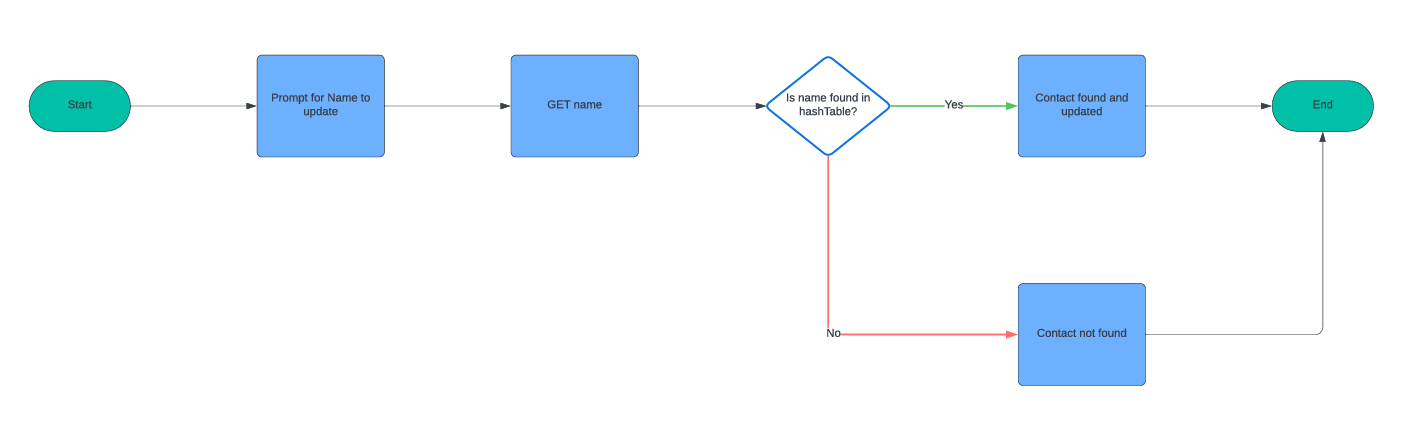 Start
Prompt for Name to
update
GET name
Is name found in
hashTable?
Yes
Contact found and
updated
End
No
Contact not found